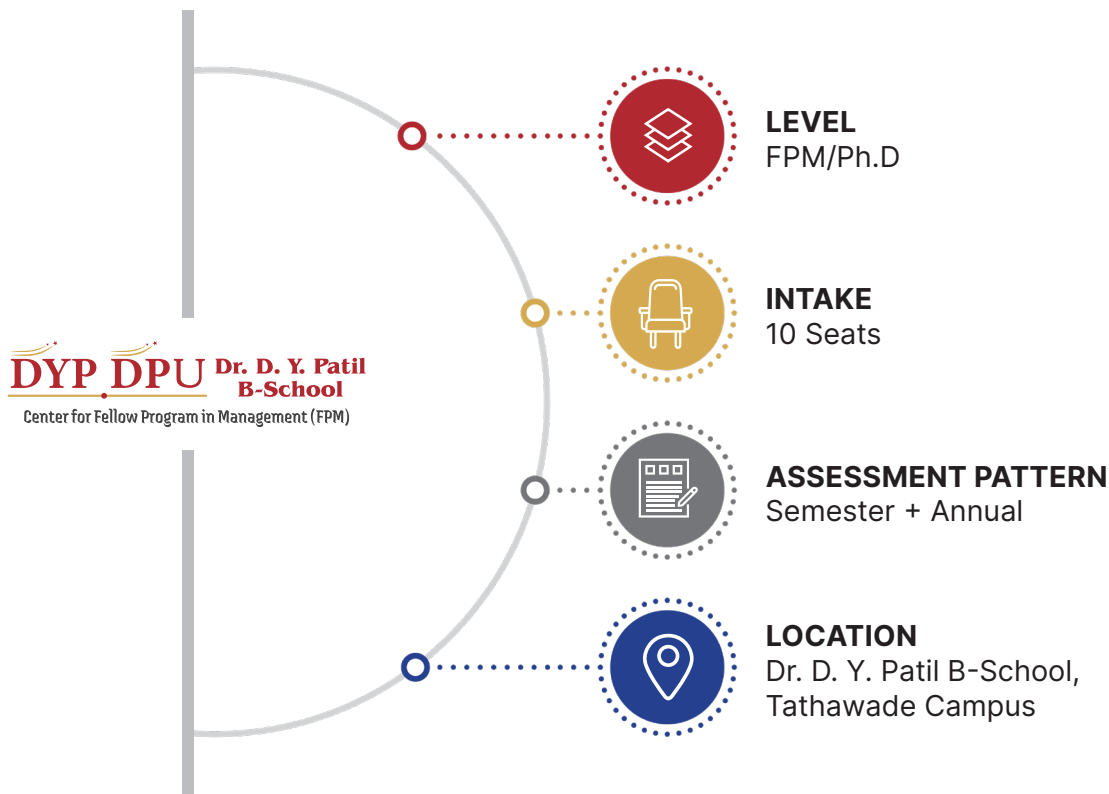 DYP DPU Dr. D. Y. Patil
B-School
Center for Fellow Program in Management (FPM)
LEVEL
FPM/Ph.D
INTAKE
10 Seats
ASSESSMENT PATTERN
Semester + Annual
LOCATION
Dr. D. Y. Patil B-School,
Tathawade Campus